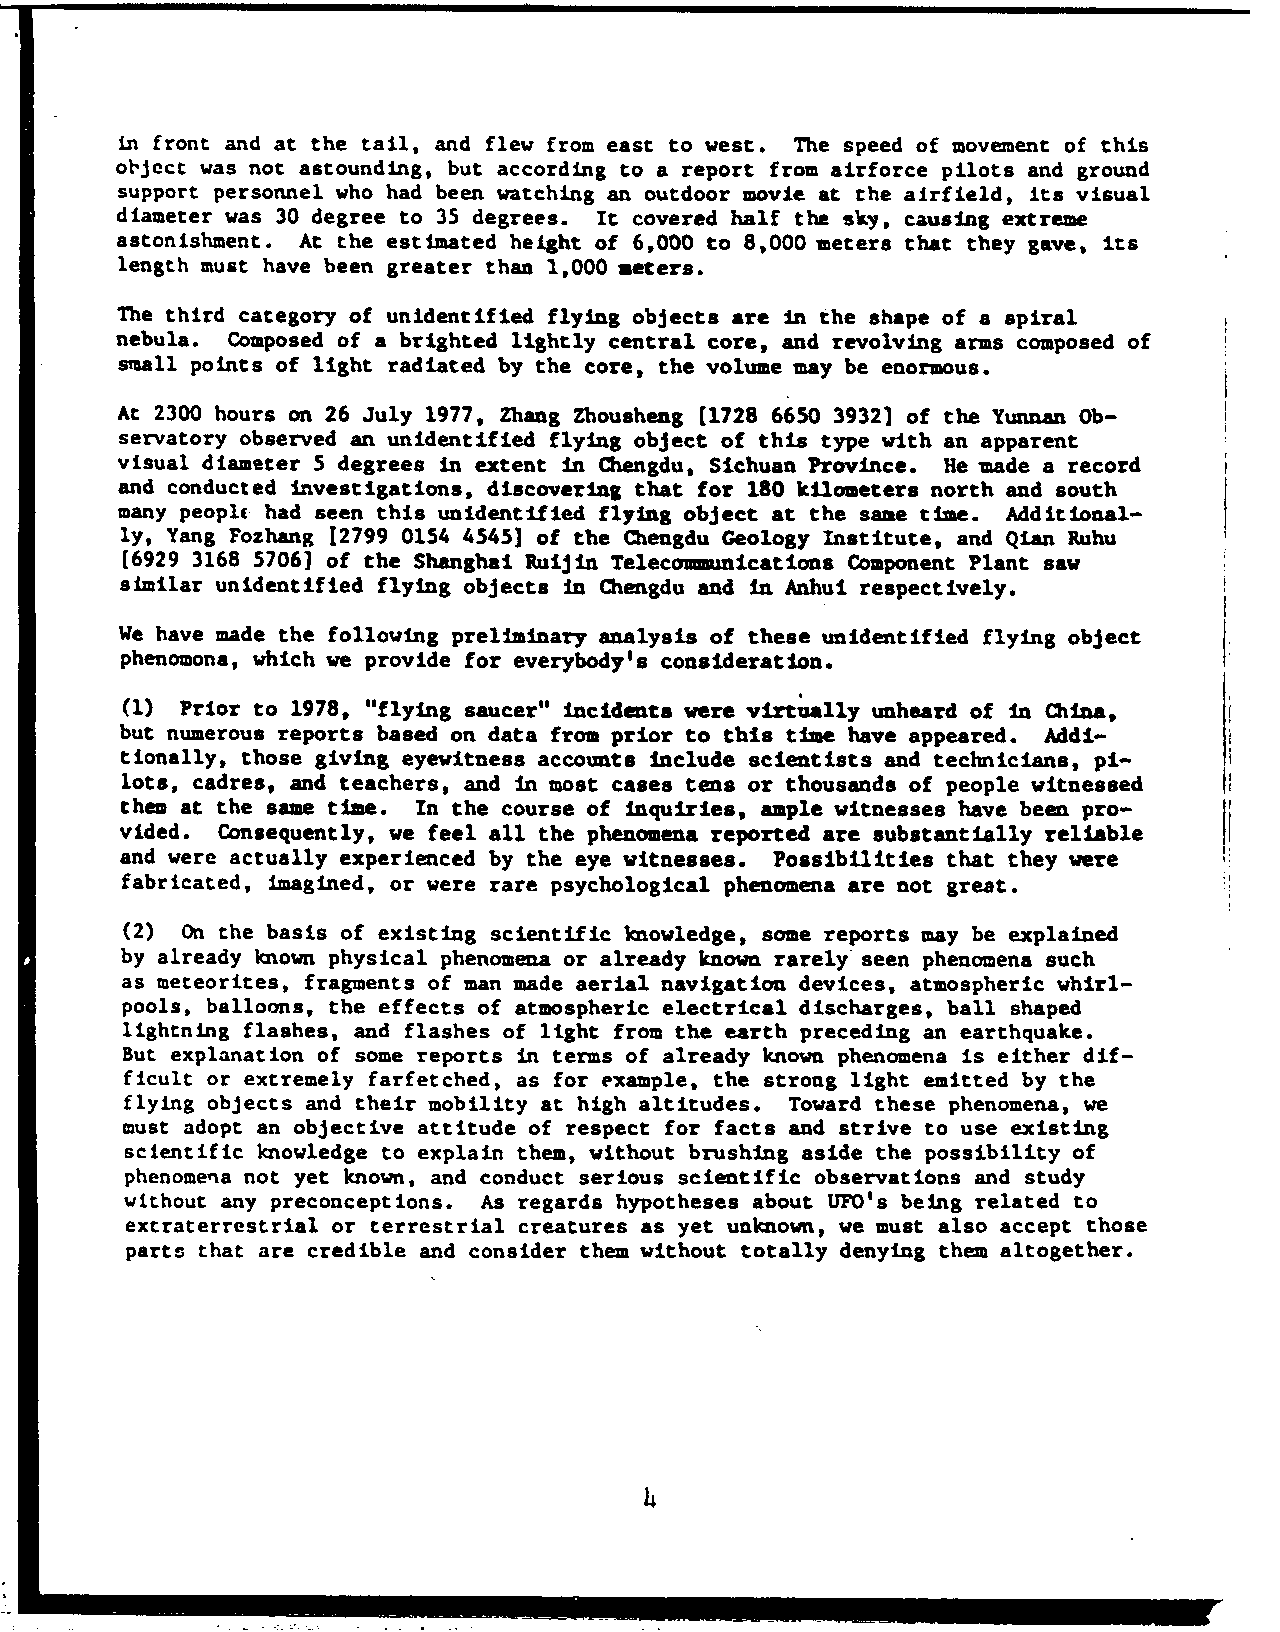 in front and at the tail, and flew from east to west. The speed of movement of this
object was not astounding, but according to a report from airforce pilots and ground
support personnel who had been watching an outdoor movie at the airfield, its visual
diameter was 30 degree to 35 degrees. It covered half the sky, causing extreme
astonishment. At the estimated height of 6,000 to 8,000 meters that they gave, its
length must have been greater than 1,000 meters.
The third category of unidentified flying objects are in the shape of a spiral
nebula. Composed of a brighted lightly central core, and revolving arms composed of
small points of light radiated by the core, the volume may be enormous.
At 2300 hours on 26 July 1977, Zhang Zhousheng [1728 6650 3932] of the Yunnan Ob-
servatory observed an unidentified flying object of this type with an apparent
visual diameter 5 degrees in extent in Chengdu, Sichuan Province. He made a record
and conducted investigations, discovering that for 180 kilometers north and south
many people had seen this unidentified flying object at the same time. Additional-
ly, Yang Fozhang [2799 0154 4545] of the Chengdu Geology Institute, and Qian Ruhu
[6929 3168 5706] of the Shanghai Ruijin Telecommunications Component Plant saw
similar unidentified flying objects in Chengdu and in Anhui respectively.
We have made the following preliminary analysis of these unidentified flying object
phenomona, which we provide for everybody's consideration.
(1) Prior to 1978, "flying saucer" incidents were virtually unheard of in China,
but numerous reports based on data from prior to this time have appeared. Addi-
tionally, those giving eyewitness accounts include scientists and technicians, pi-
lots, cadres, and teachers, and in most cases tens or thousands of people witnessed
them at the same time. In the course of inquiries, ample witnesses have been pro-
vided. Consequently, we feel all the phenomena reported are substantially reliable
and were actually experienced by the eye witnesses. Possibilities that they were
fabricated, imagined, or were rare psychological phenomena are not great.
(2) On the basis of existing scientific knowledge, some reports may be explained
by already known physical phenomena or already known rarely seen phenomena such
as meteorites, fragments of man made aerial navigation devices, atmospheric whirl-
pools, balloons, the effects of atmospheric electrical discharges, ball shaped
lightning flashes, and flashes of light from the earth preceding an earthquake.
But explanation of some reports in terms of already known phenomena is either dif-
ficult or extremely farfetched, as for example, the strong light emitted by the
flying objects and their mobility at high altitudes. Toward these phenomena, we
must adopt an objective attitude of respect for facts and strive to use existing
scientific knowledge to explain them, without brushing aside the possibility of
phenomena not yet known, and conduct serious scientific observations and study
without any preconceptions. As regards hypotheses about UFO's being related to
extraterrestrial or terrestrial creatures as yet unknown, we must also accept those
parts that are credible and consider them without totally denying them altogether.
4